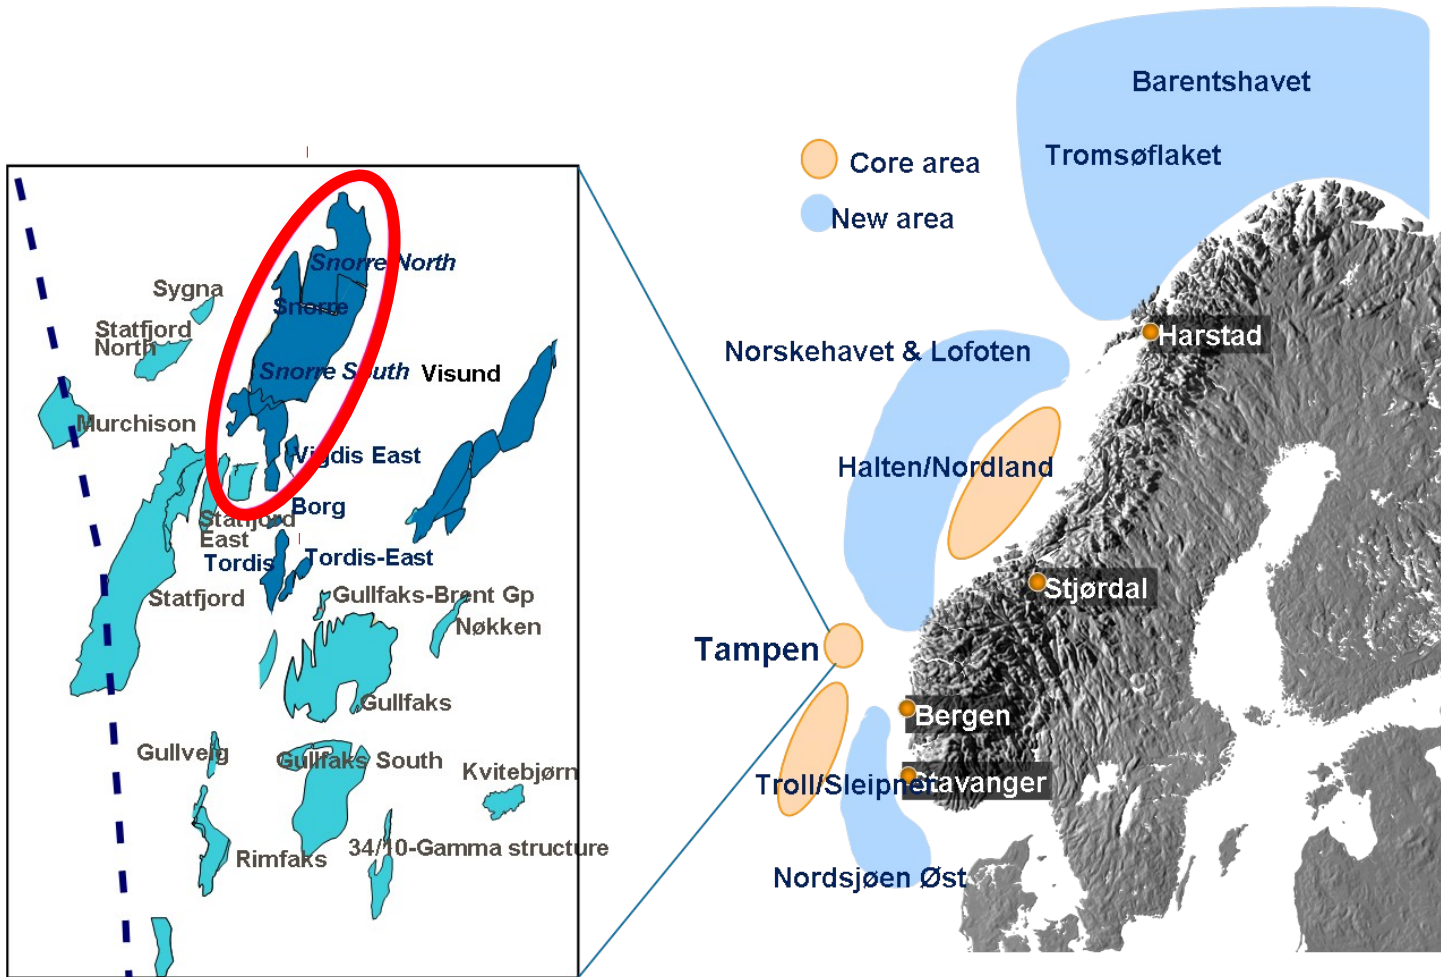 Barentshavet
Tromsøflaket
Core area
New area
Snorre North
Sygna
Snorre
Statfjord
North
Snorre South
Visund
Murchison
Vigdis East
Borg
Statfjord
East
Tordis
Tordis-East
Statfjord
Gullfaks-Brent Gp
Nøkken
Gullfaks
Gullveig
Gullfaks South
Kvitebjørn
34/10-Gamma structure
Rimfaks
Harstad
Norskehavet & Lofoten
Halten/Nordland
Stjørdal
Tampen
Bergen
Troll/Sleipner
Stavanger
Nordsjøen Øst